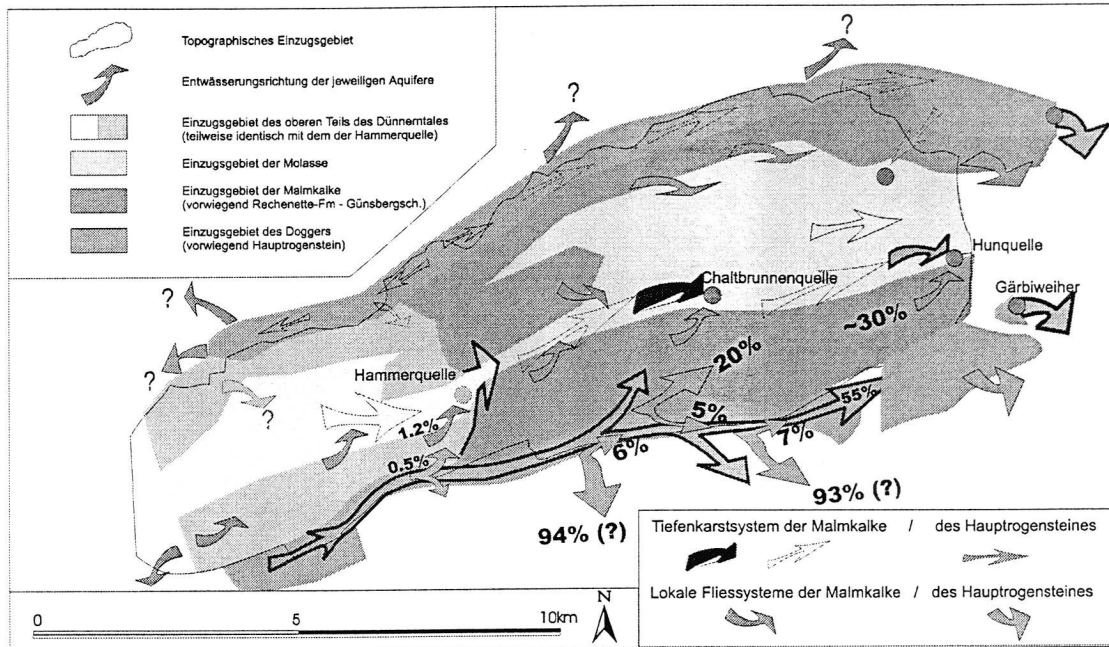 Topographisches Einzugsgebiet
Entwässerungsrichtung der jeweiligen Aquifere
Einzugsgebiet des oberen Teils des Dünnerntales
(teilweise identisch mit dem der Hammerquelle)
Einzugsgebiet der Molasse
Einzugsgebiet der Malmkalke
(vorwiegend Rechenette-Fm - Günsbergsch.)
Einzugsgebiet des Doggers
(vorwiegend Hauptrogenstein)
?
?
?
?
?
Hunquelle
Chaltbrunnenquelle
Gärbiweiher
~30%
Hammerquelle
20%
55%
5%
1.2%
7%
6%
0.5%
93% (?)
94% (?)
Tiefenkarstsystem der Malmkalke / des Hauptrogensteines
Lokale Fliessysteme der Malmkalke / des Hauptrogensteines
0 5 10km
N